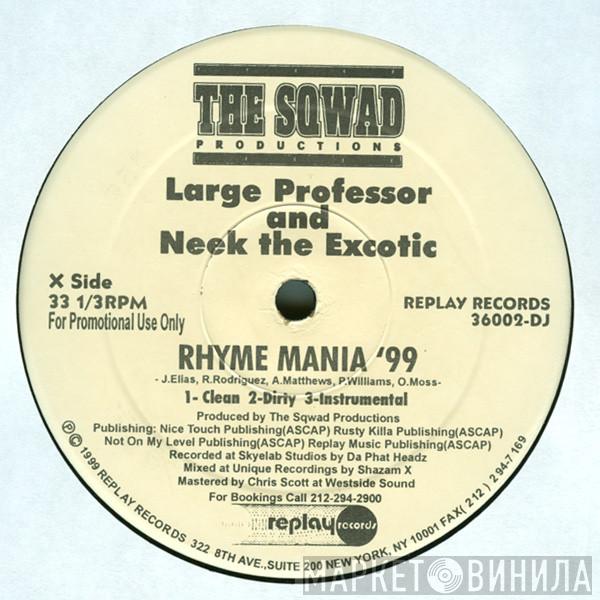 THE SQWAD
PRODUCTIONS
Large Professor
and
Neek the Excotic
X Side
33 1/3RPM
For Promotional Use Only
REPLAY RECORDS
36002-DJ
RHYME MANIA '99
- J.Elias, R.Rodriguez, A.Matthews, P.Williams, O.Moss-
1- Clean 2-Dirty 3-Instrumental
Produced by The Sqwad Productions
Publishing: Nice Touch Publishing(ASCAP) Rusty Killa Publishing(ASCAP)
Not On My Level Publishing(ASCAP) Replay Music Publishing(ASCAP)
Recorded at Skyelab Studios by Da Phat Headz
Mixed at Unique Recordings by Shazam X
Mastered by Chris Scott at Westside Sound
For Bookings Call 212-294-2900
replay records
Ⓟ©1999 REPLAY RECORDS 322 8TH AVE.,SUITE 200 NEW YORK, NY 10001 FAX( 212 ) 2 94-7 169
МАРКЕТ ВИНИЛА